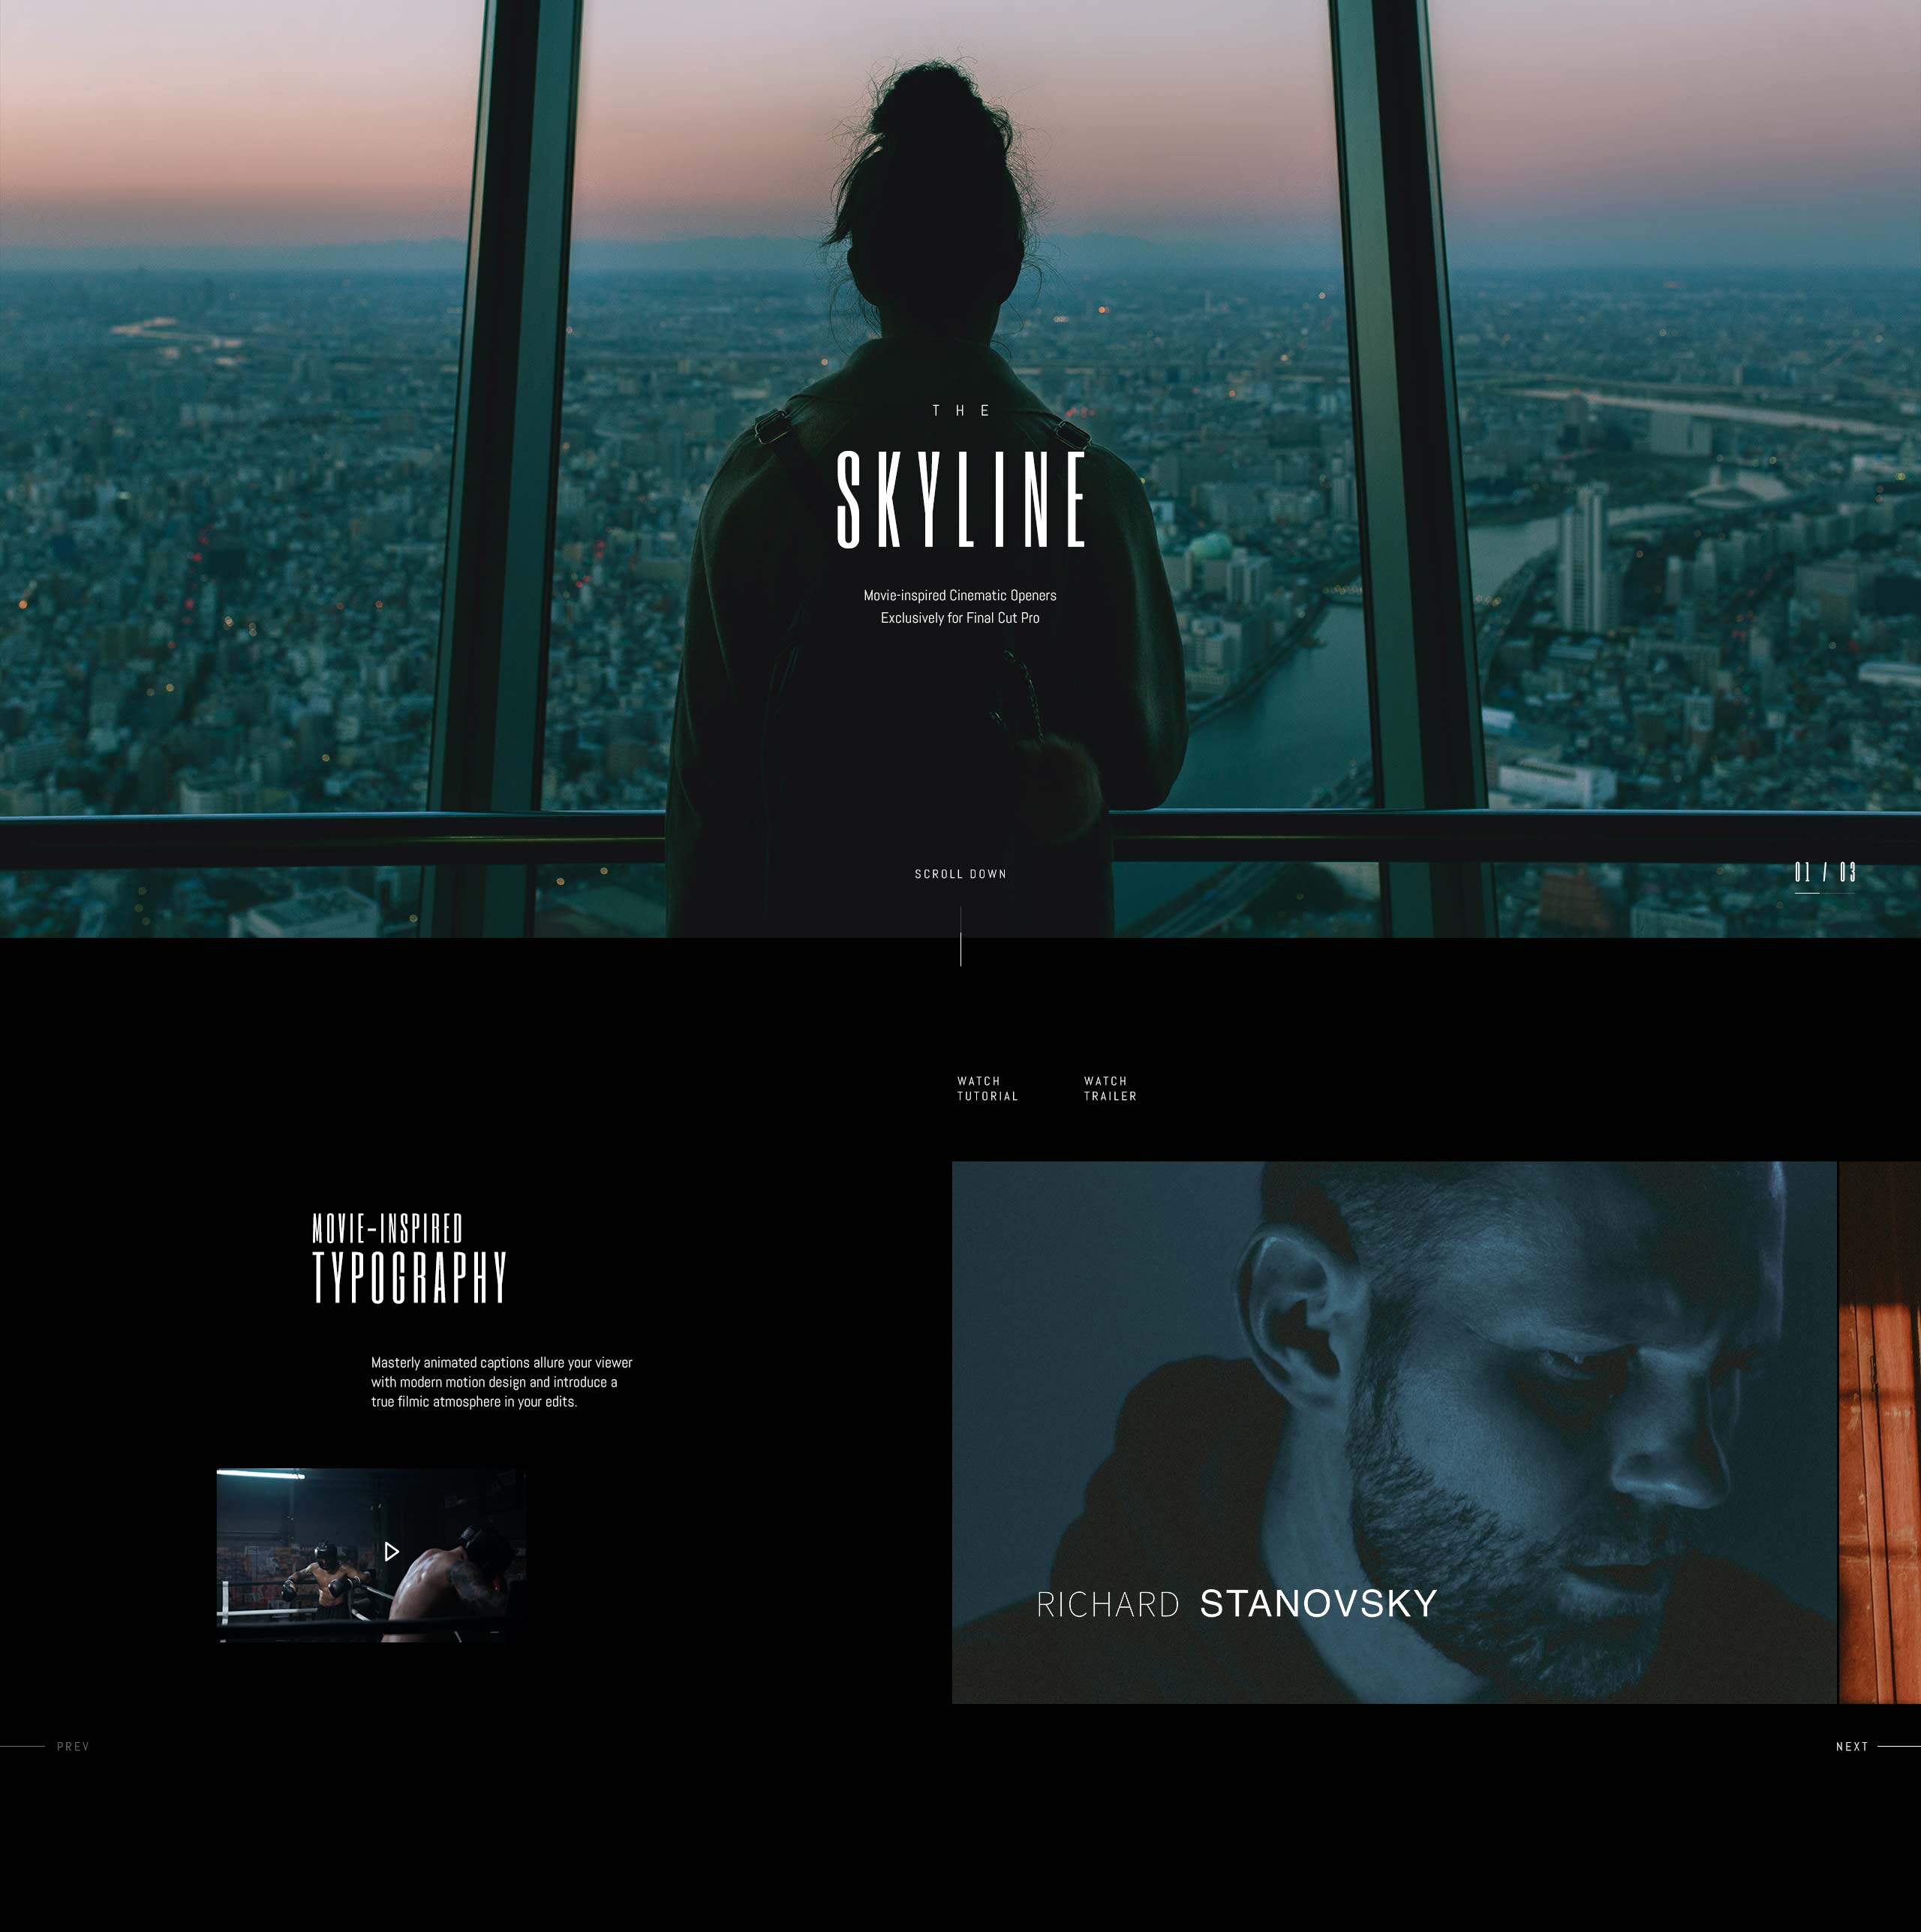 THE
SKYLINE
Movie-inspired Cinematic Openers
Exclusively for Final Cut Pro
SCROLL DOWN
01 / 03
WATCH
TUTORIAL
WATCH
TRAILER
MOVIE-INSPIRED
TYPOGRAPHY
Masterly animated captions allure your viewer
with modern motion design and introduce a
true filmic atmosphere in your edits.
RICHARD STANOVSKY
PREV
NEXT